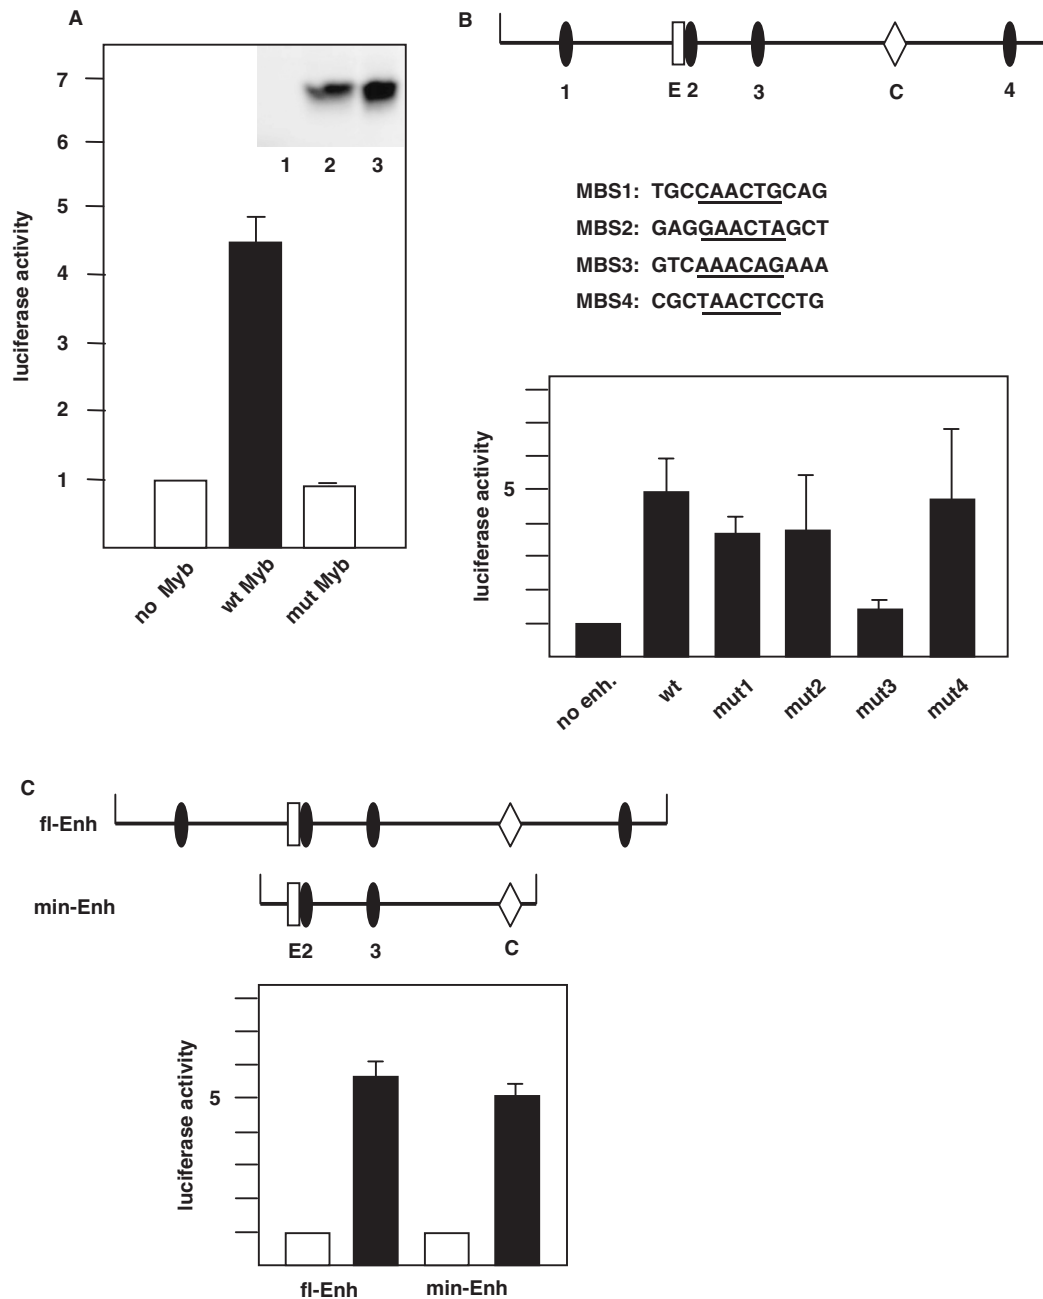 A
7
6
5
4
3
2
1
luciferase activity
1 2 3
no Myb
wt Myb
mut Myb
B
1 E 2 3 C 4
MBS1: TGCCAACTGCAG
MBS2: GAGGAACTAGCT
MBS3: GTCAAACAGAAA
MBS4: CGCTAACTCCTG
luciferase activity
5
no enh.
wt
mut1
mut2
mut3
mut4
C
fl-Enh
min-Enh
E2 3 C
luciferase activity
5
fl-Enh min-Enh